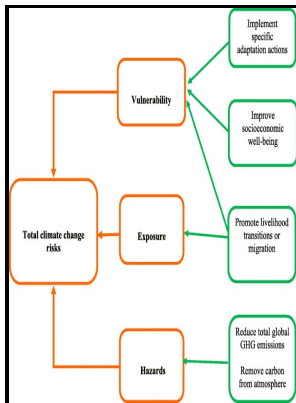 Implement
specific
adaptation actions
Vulnerability
Improve
socioeconomic
well-being
Total climate change
risks
Exposure
Promote livelihood
transitions or
migration
Hazards
Reduce total global
GHG emissions
Remove carbon
from atmosphere